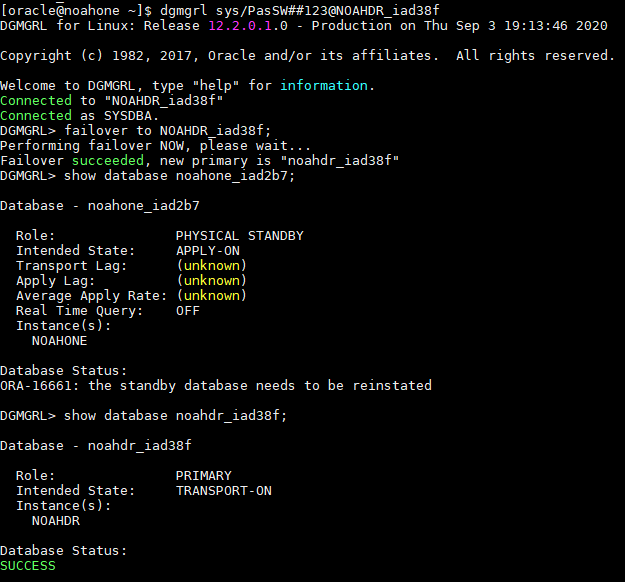 [oracle@noahone ~]$ dgmgrl sys/PasSW##123@NOAHDR_iad38f
DGMGRL for Linux: Release 12.2.0.1.0 - Production on Thu Sep 3 19:13:46 2020
Copyright (c) 1982, 2017, Oracle and/or its affiliates.  All rights reserved.
Welcome to DGMGRL, type "help" for information.
Connected to "NOAHDR_iad38f"
Connected as SYSDBA.
DGMGRL> failover to NOAHDR_iad38f;
Performing failover NOW, please wait...
Failover succeeded, new primary is "noahdr_iad38f"
DGMGRL> show database noahone_iad2b7;
Database - noahone_iad2b7
Role: PHYSICAL STANDBY
Intended State: APPLY-ON
Transport Lag: (unknown)
Apply Lag: (unknown)
Average Apply Rate: (unknown)
Real Time Query: OFF
Instance(s):
NOAHONE
Database Status:
ORA-16661: the standby database needs to be reinstated
DGMGRL> show database noahdr_iad38f;
Database - noahdr_iad38f
Role: PRIMARY
Intended State: TRANSPORT-ON
Instance(s):
NOAHDR
Database Status:
SUCCESS